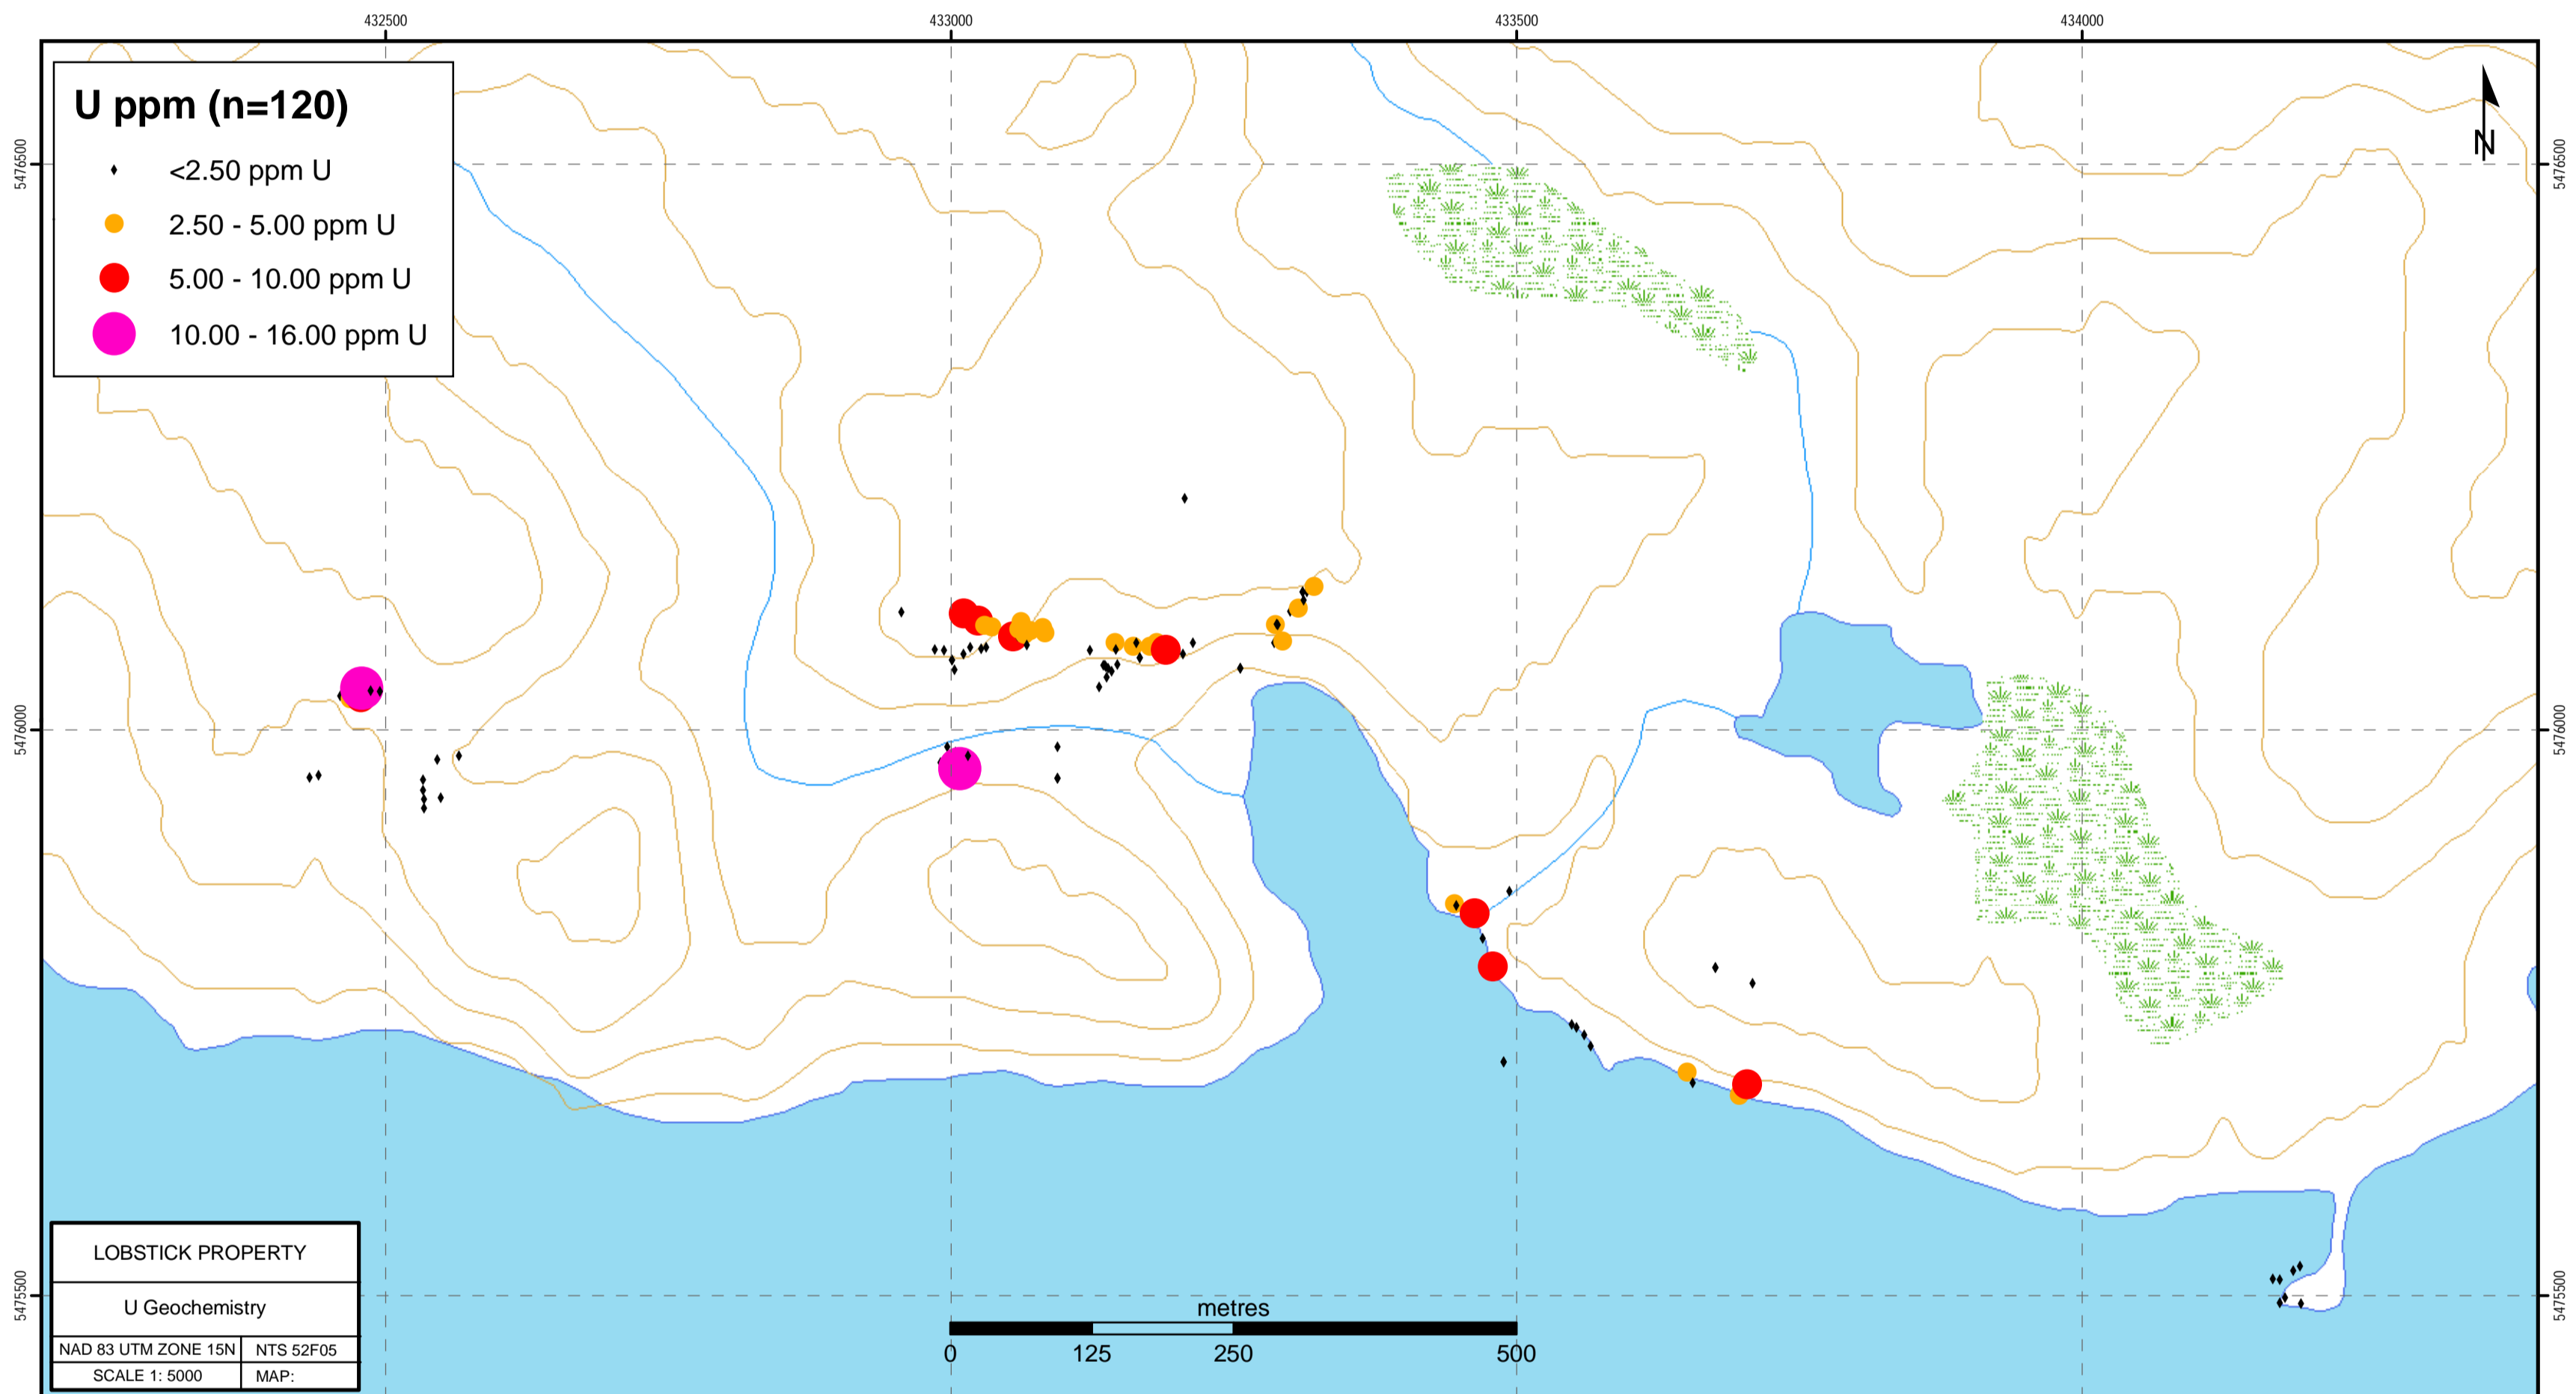 432500 433000 433500 434000
U ppm (n=120)
<2.50 ppm U
2.50 - 5.00 ppm U
5.00 - 10.00 ppm U
10.00 - 16.00 ppm U
N
5476500 5476500
5476000 5476000
5475500 5475500
LOBSTICK PROPERTY
U Geochemistry
NAD 83 UTM ZONE 15N NTS 52F05
SCALE 1: 5000 MAP:
metres
0 125 250 500